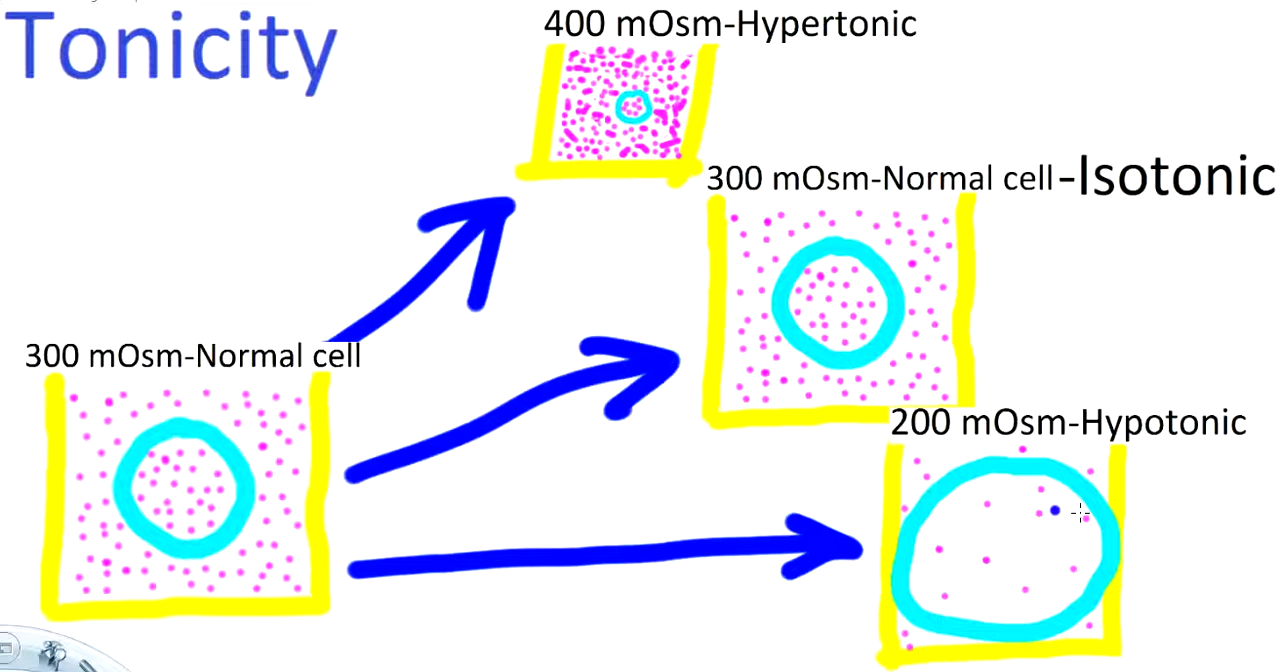 Tonicity
400 mOsm-Hypertonic
300 mOsm-Normal cell-Isotonic
300 mOsm-Normal cell
200 mOsm-Hypotonic